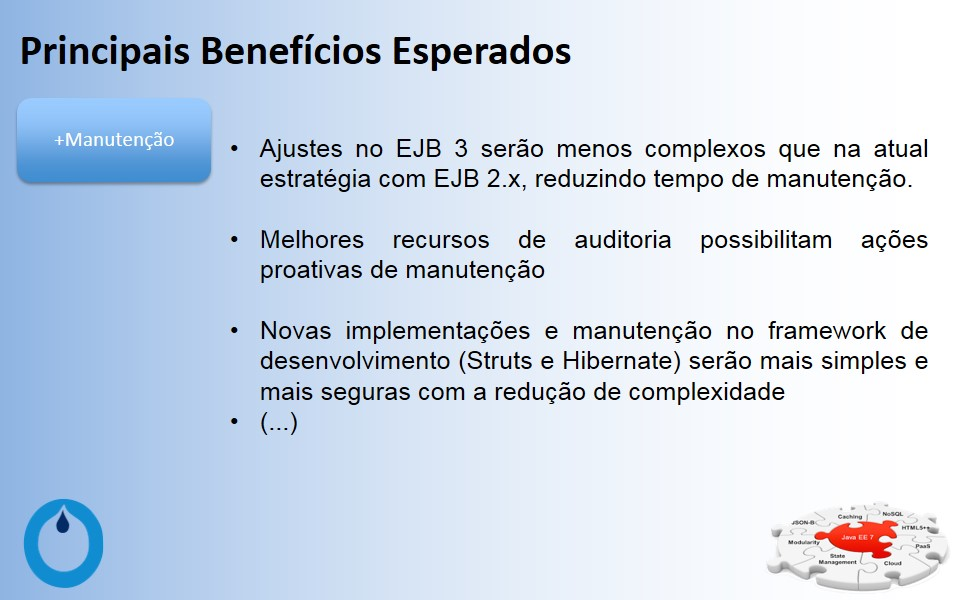 Principais Benefícios Esperados
+Manutenção
• Ajustes no EJB 3 serão menos complexos que na atual
estratégia com EJB 2.x, reduzindo tempo de manutenção.
• Melhores recursos de auditoria possibilitam ações
proativas de manutenção
• Novas implementações e manutenção no framework de
desenvolvimento (Struts e Hibernate) serão mais simples e
mais seguras com a redução de complexidade
• (...)
Caching
NoSQL
JSON-B
HTML5++
Java EE 7
Modularity
PaaS
State
Management
Cloud